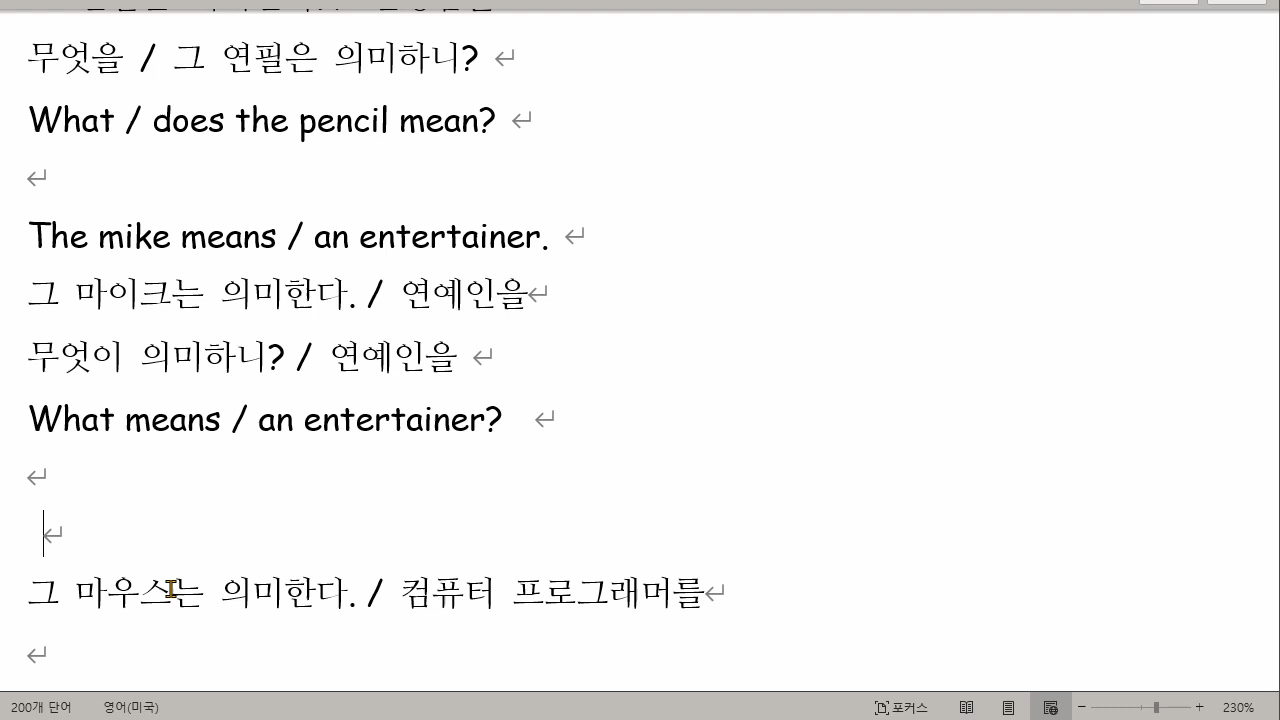 무엇을 / 그 연필은 의미하니?
What / does the pencil mean?
The mike means / an entertainer.
그 마이크는 의미한다. / 연예인을
무엇이 의미하니? / 연예인을
What means / an entertainer?
그 마우스는 의미한다. / 컴퓨터 프로그래머를
200개 단어 영어(미국) 포커스 230%